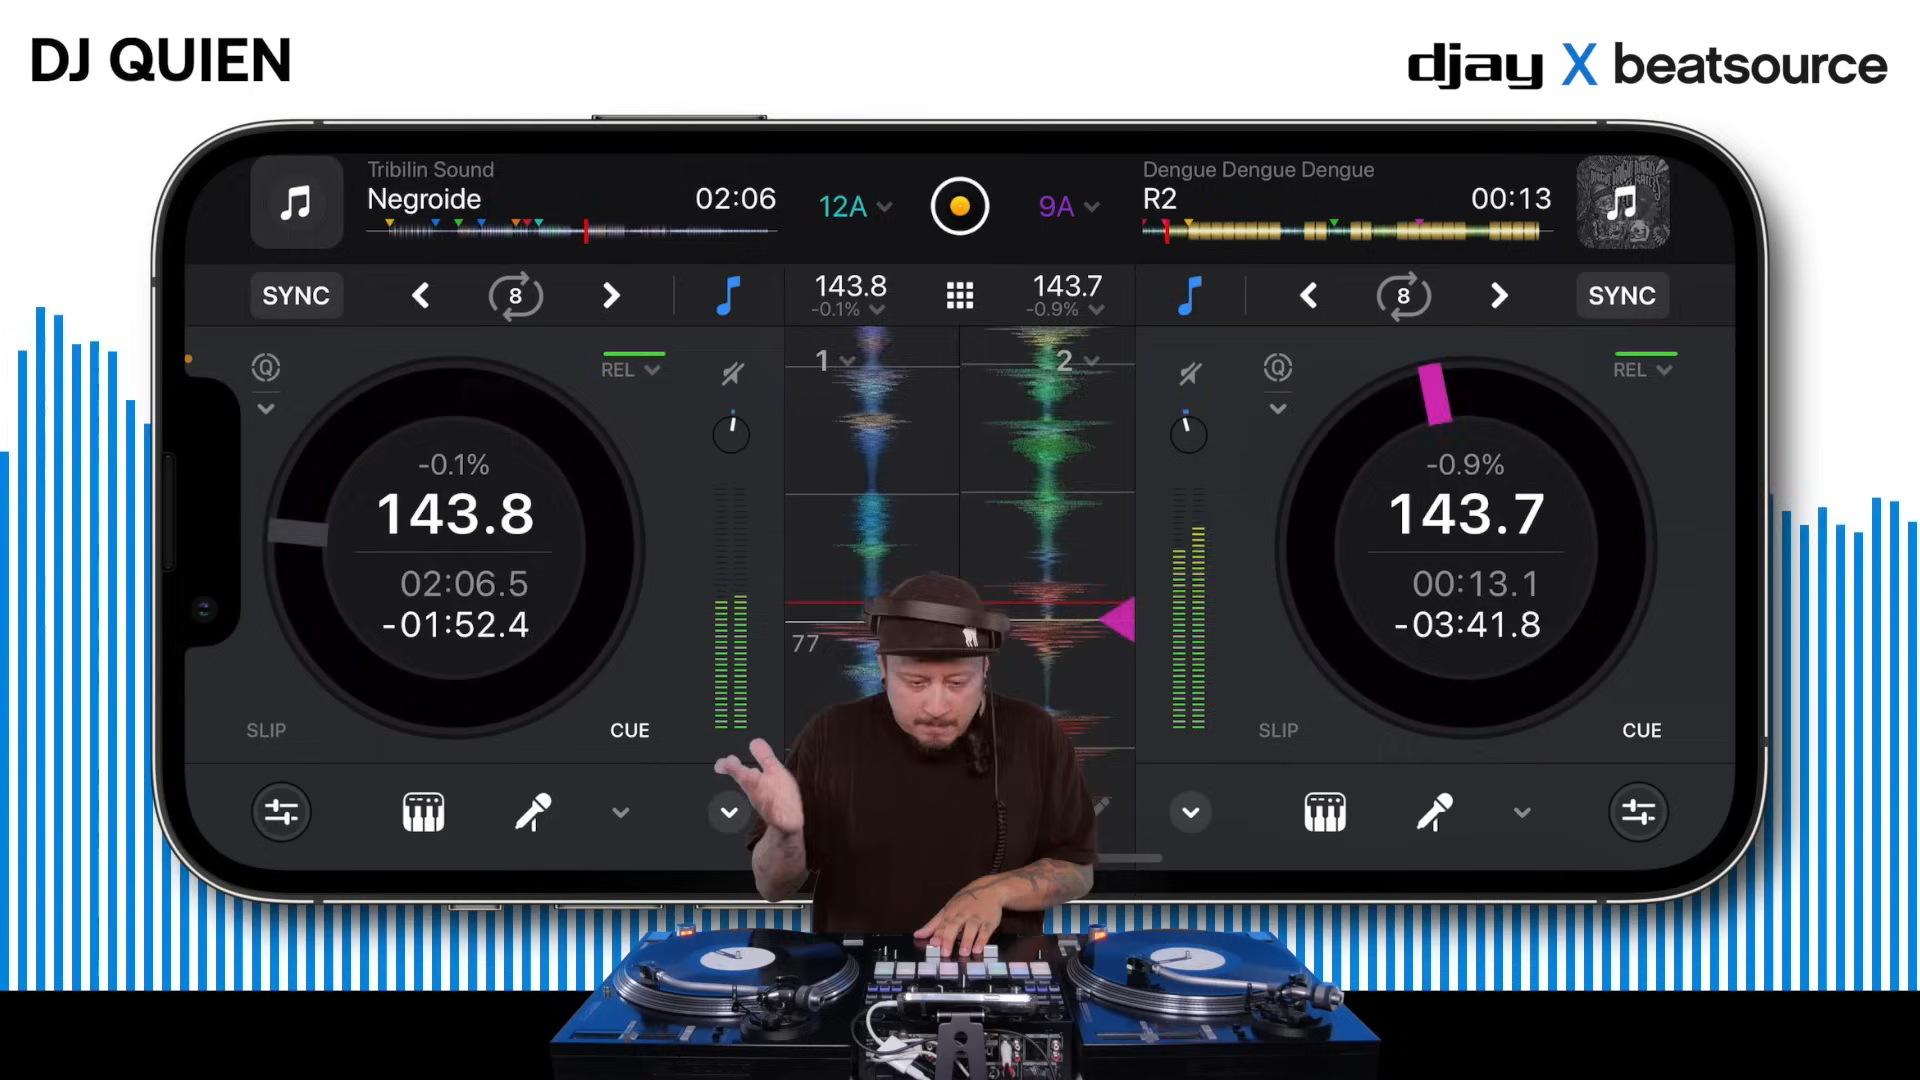 DJ QUIEN
djay X beatsource
Tribilin Sound
Negroide
02:06
12A
9A
Dengue Dengue Dengue
R2
00:13
SYNC
8
143.8
-0.1%
143.7
-0.9%
8
SYNC
Q
REL
1
2
Q
REL
-0.1%
143.8
02:06.5
-01:52.4
77
-0.9%
143.7
00:13.1
-03:41.8
SLIP
CUE
SLIP
CUE